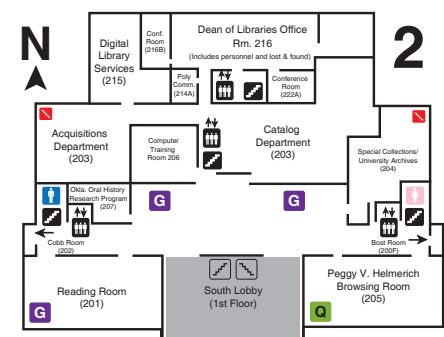 N
2
Digital
Library
Services
(215)
Conf.
Room
(216B)
Dean of Libraries Office
Rm. 216
(Includes personnel and lost & found)
Poly
Comm.
(214A)
Conference
Room
(222A)
Acquisitions
Department
(203)
Computer
Training
Room 206
Catalog
Department
(203)
Special Collections/
University Archives
(204)
Okla. Oral History
Research Program
(207)
G
G
Cobb Room
(202)
Bost Room
(200F)
Reading Room
(201)
G
South Lobby
(1st Floor)
Peggy V. Helmerich
Browsing Room
(205)
Q